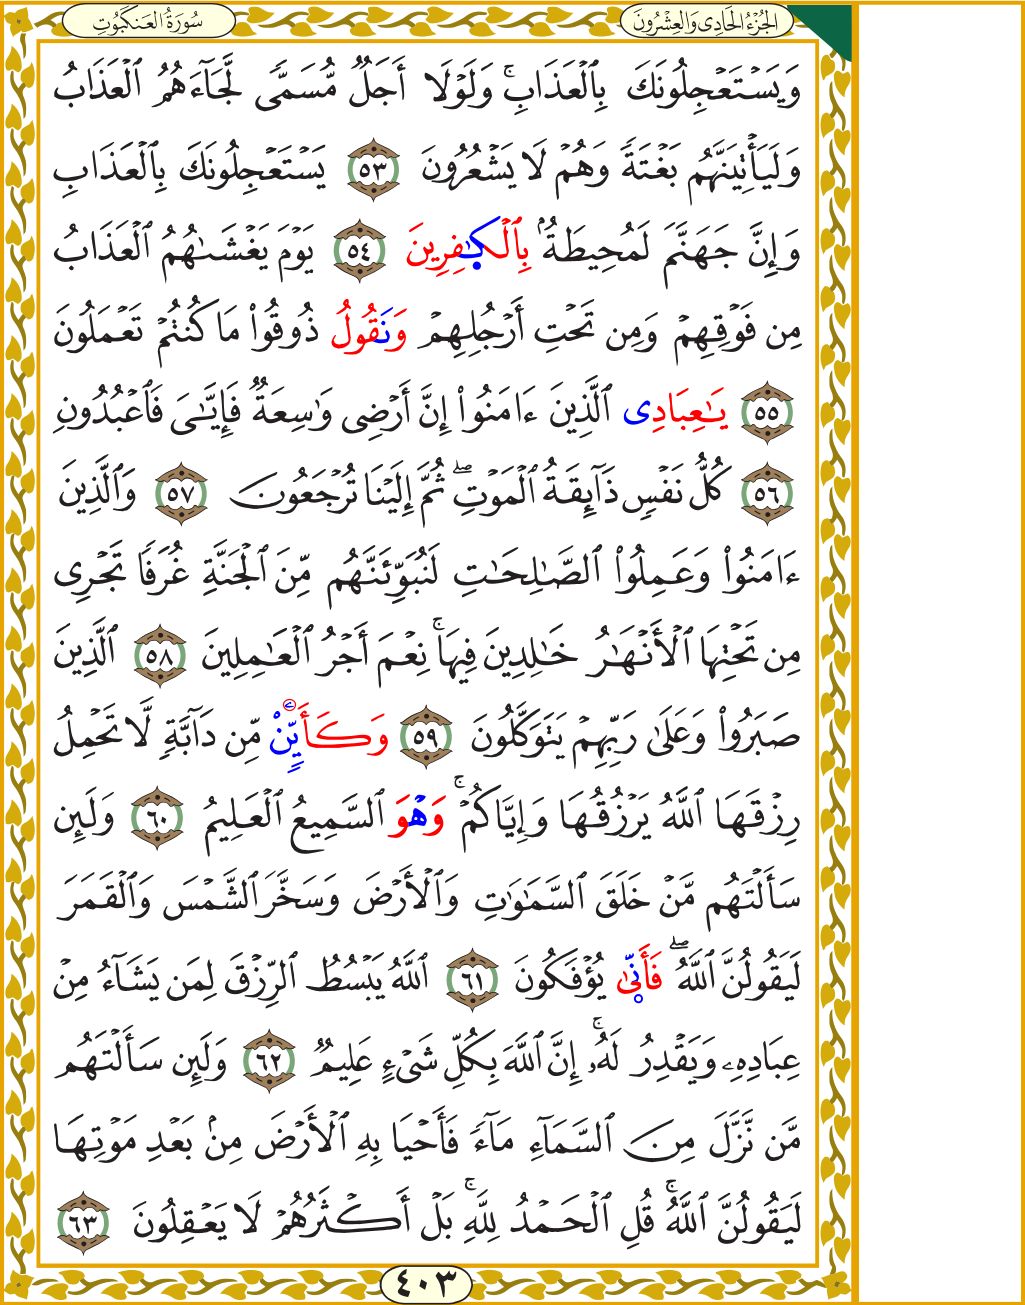 الجُزْءُ الحَادِي وَالعِشْرُونَ سُورَةُ العَنكَبُوتِ
وَيَسۡتَعۡجِلُونَكَ بِٱلۡعَذَابِۚ وَلَوۡلَآ أَجَلٞ مُّسَمّٗى لَّجَآءَهُمُ ٱلۡعَذَابُ
وَلَيَأۡتِيَنَّهُم بَغۡتَةٗ وَهُمۡ لَا يَشۡعُرُونَ ٥٣ يَسۡتَعۡجِلُونَكَ بِٱلۡعَذَابِ
وَإِنَّ جَهَنَّمَ لَمُحِيطَةُۢ بِٱلۡكَٰفِرِينَ ٥٤ يَوۡمَ يَغۡشَىٰهُمُ ٱلۡعَذَابُ
مِن فَوۡقِهِمۡ وَمِن تَحۡتِ أَرۡجُلِهِمۡ وَنَقُولُ ذُوقُواْ مَا كُنتُمۡ تَعۡمَلُونَ
٥٥ يَٰعِبَادِي ٱلَّذِينَ ءَامَنُوٓاْ إِنَّ أَرۡضِي وَٰسِعَةٞ فَإِيَّٰيَ فَٱعۡبُدُونِ
٥٦ كُلُّ نَفۡسٖ ذَآئِقَةُ ٱلۡمَوۡتِۖ ثُمَّ إِلَيۡنَا تُرۡجَعُونَ ٥٧ وَٱلَّذِينَ
ءَامَنُواْ وَعَمِلُواْ ٱلصَّٰلِحَٰتِ لَنُبَوِّئَنَّهُم مِّنَ ٱلۡجَنَّةِ غُرَفٗا تَجۡرِي
مِن تَحۡتِهَا ٱلۡأَنۡهَٰرُ خَٰلِدِينَ فِيهَاۚ نِعۡمَ أَجۡرُ ٱلۡعَٰمِلِينَ ٥٨ ٱلَّذِينَ
صَبَرُواْ وَعَلَىٰ رَبِّهِمۡ يَتَوَكَّلُونَ ٥٩ وَكَأَيِّنۡ مِّن دَآبَّةٖ لَّا تَحۡمِلُ
رِزۡقَهَا ٱللَّهُ يَرۡزُقُهَا وَإِيَّاكُمۡۚ وَهۡوَ ٱلسَّمِيعُ ٱلۡعَلِيمُ ٦٠ وَلَئِن
سَأَلۡتَهُم مَّنۡ خَلَقَ ٱلسَّمَٰوَٰتِ وَٱلۡأَرۡضَ وَسَخَّرَ ٱلشَّمۡسَ وَٱلۡقَمَرَ
لَيَقُولُنَّ ٱللَّهُۖ فَأَنَّىٰ يُؤۡفَكُونَ ٦١ ٱللَّهُ يَبۡسُطُ ٱلرِّزۡقَ لِمَن يَشَآءُ مِنۡ
عِبَادِهِۦ وَيَقۡدِرُ لَهُۥٓۚ إِنَّ ٱللَّهَ بِكُلِّ شَيۡءٍ عَلِيمٞ ٦٢ وَلَئِن سَأَلۡتَهُم
مَّن نَّزَّلَ مِنَ ٱلسَّمَآءِ مَآءٗ فَأَحۡيَا بِهِ ٱلۡأَرۡضَ مِنۢ بَعۡدِ مَوۡتِهَا
لَيَقُولُنَّ ٱللَّهُۚ قُلِ ٱلۡحَمۡدُ لِلَّهِۚ بَلۡ أَكۡثَرُهُمۡ لَا يَعۡقِلُونَ ٦٣
٤٠٣